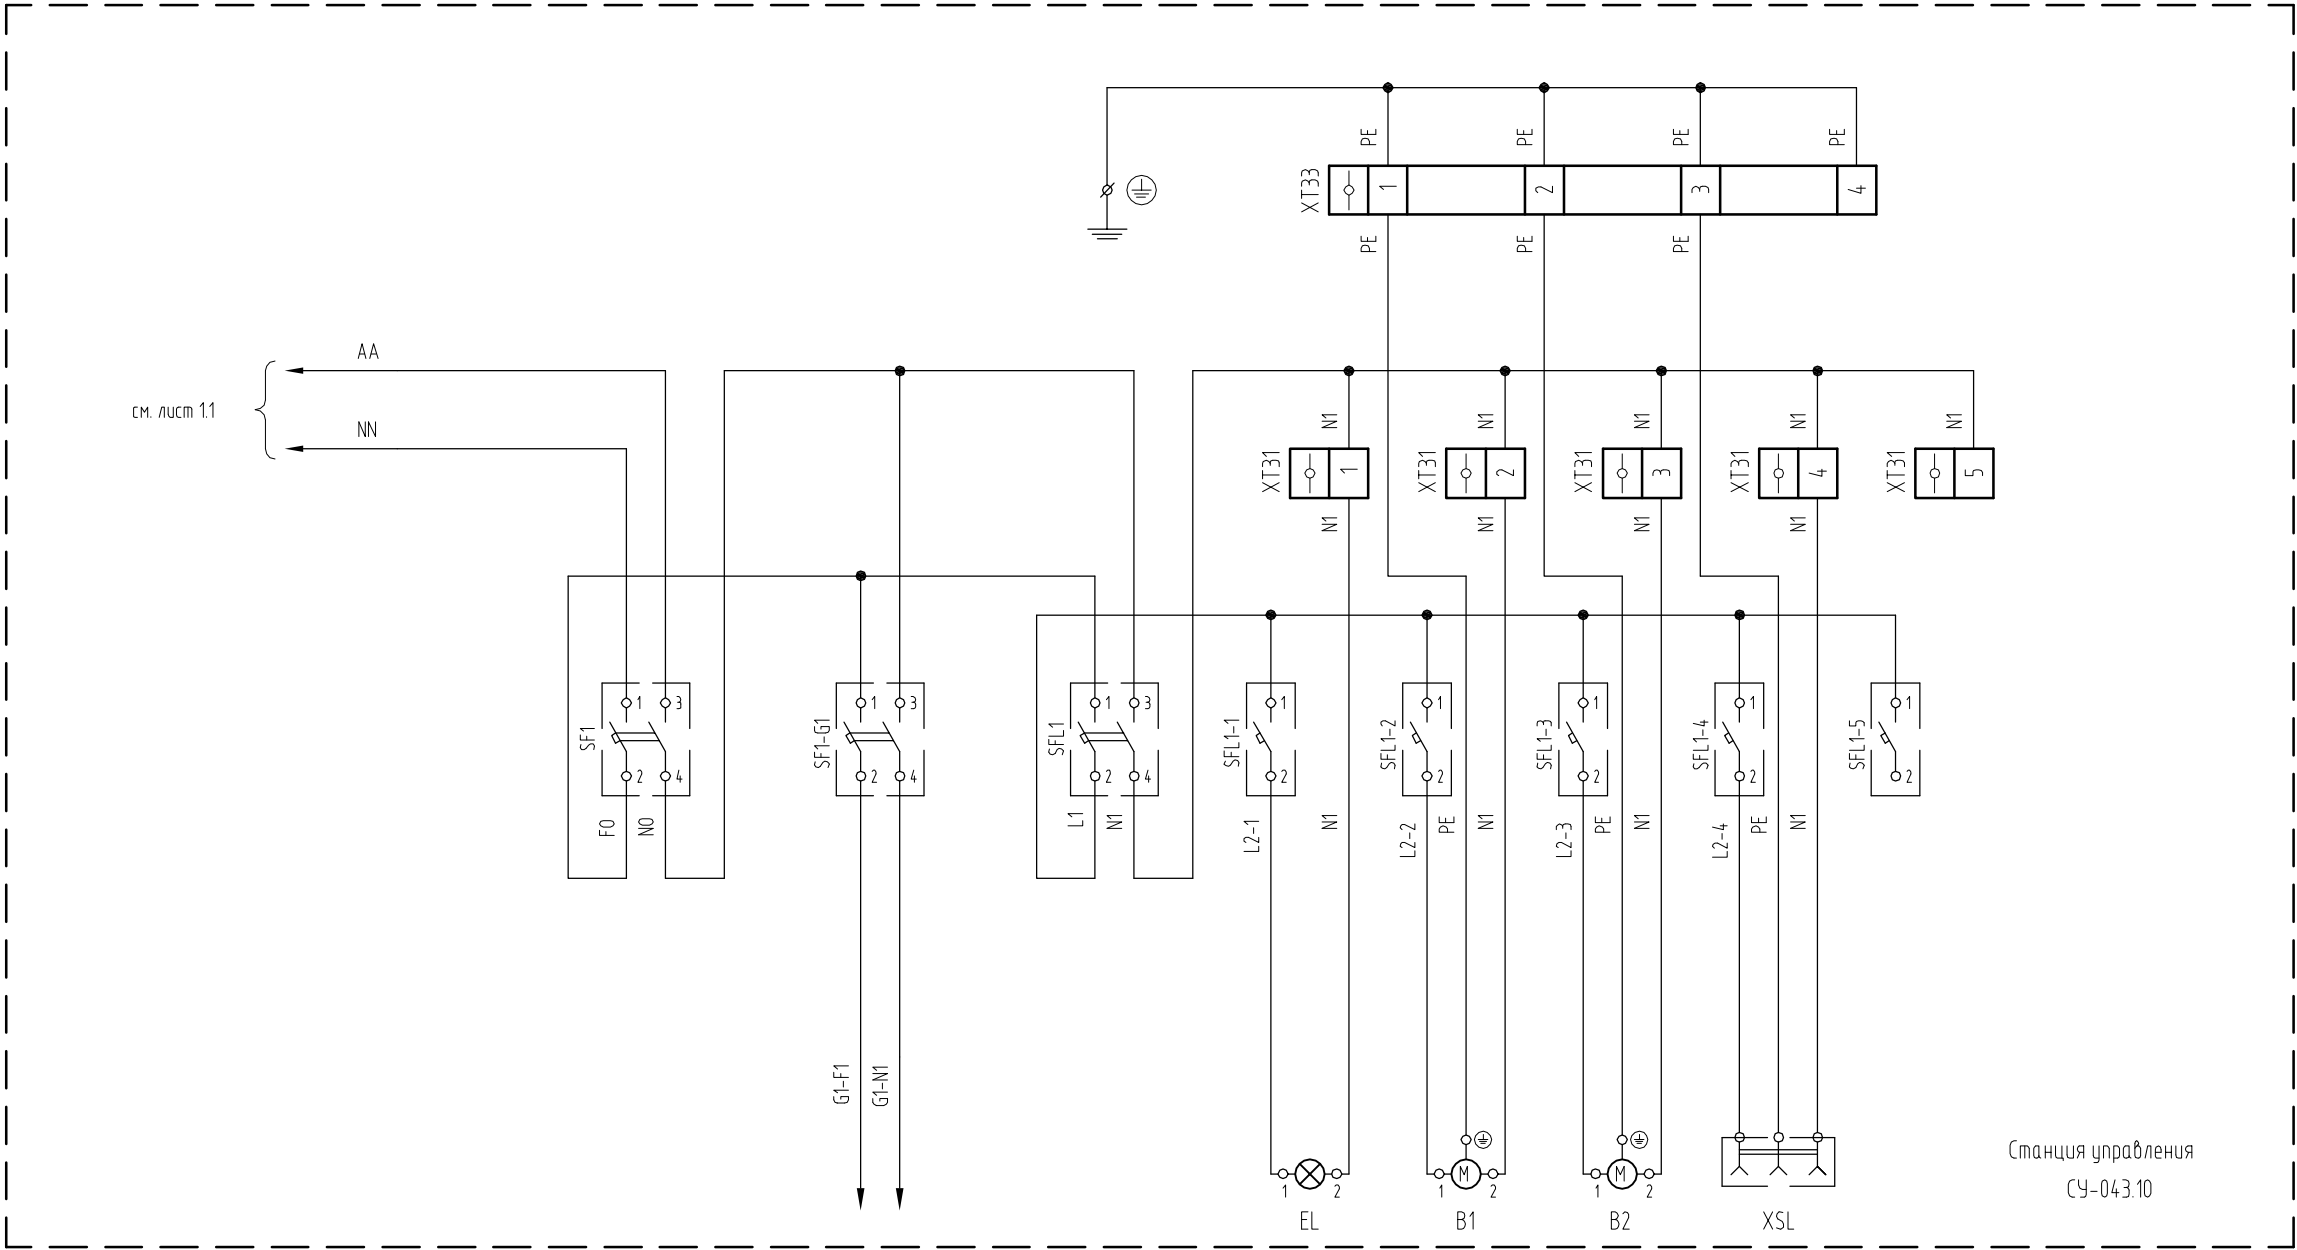 PE PE PE PE
XT33 1 2 3 4
PE PE PE
AA
см. лист 1.1
NN
N1 N1 N1 N1 N1
XT31 1 XT31 2 XT31 3 XT31 4 XT31 5
N1 N1 N1 N1
1 3 1 3 1 3 1 1 1 1 1
SF1 SF1-G1 SFL1 SFL1-1 SFL1-2 SFL1-3 SFL1-4 SFL1-5
2 4 2 4 2 4 2 2 2 2 2
F0 N0 L1 N1 L2-1 N1 L2-2 PE N1 L2-3 PE N1 L2-4 PE N1
G1-F1 G1-N1
M M
1 2 1 2 1 2
EL B1 B2 XSL
Станция управления
СУ-043.10